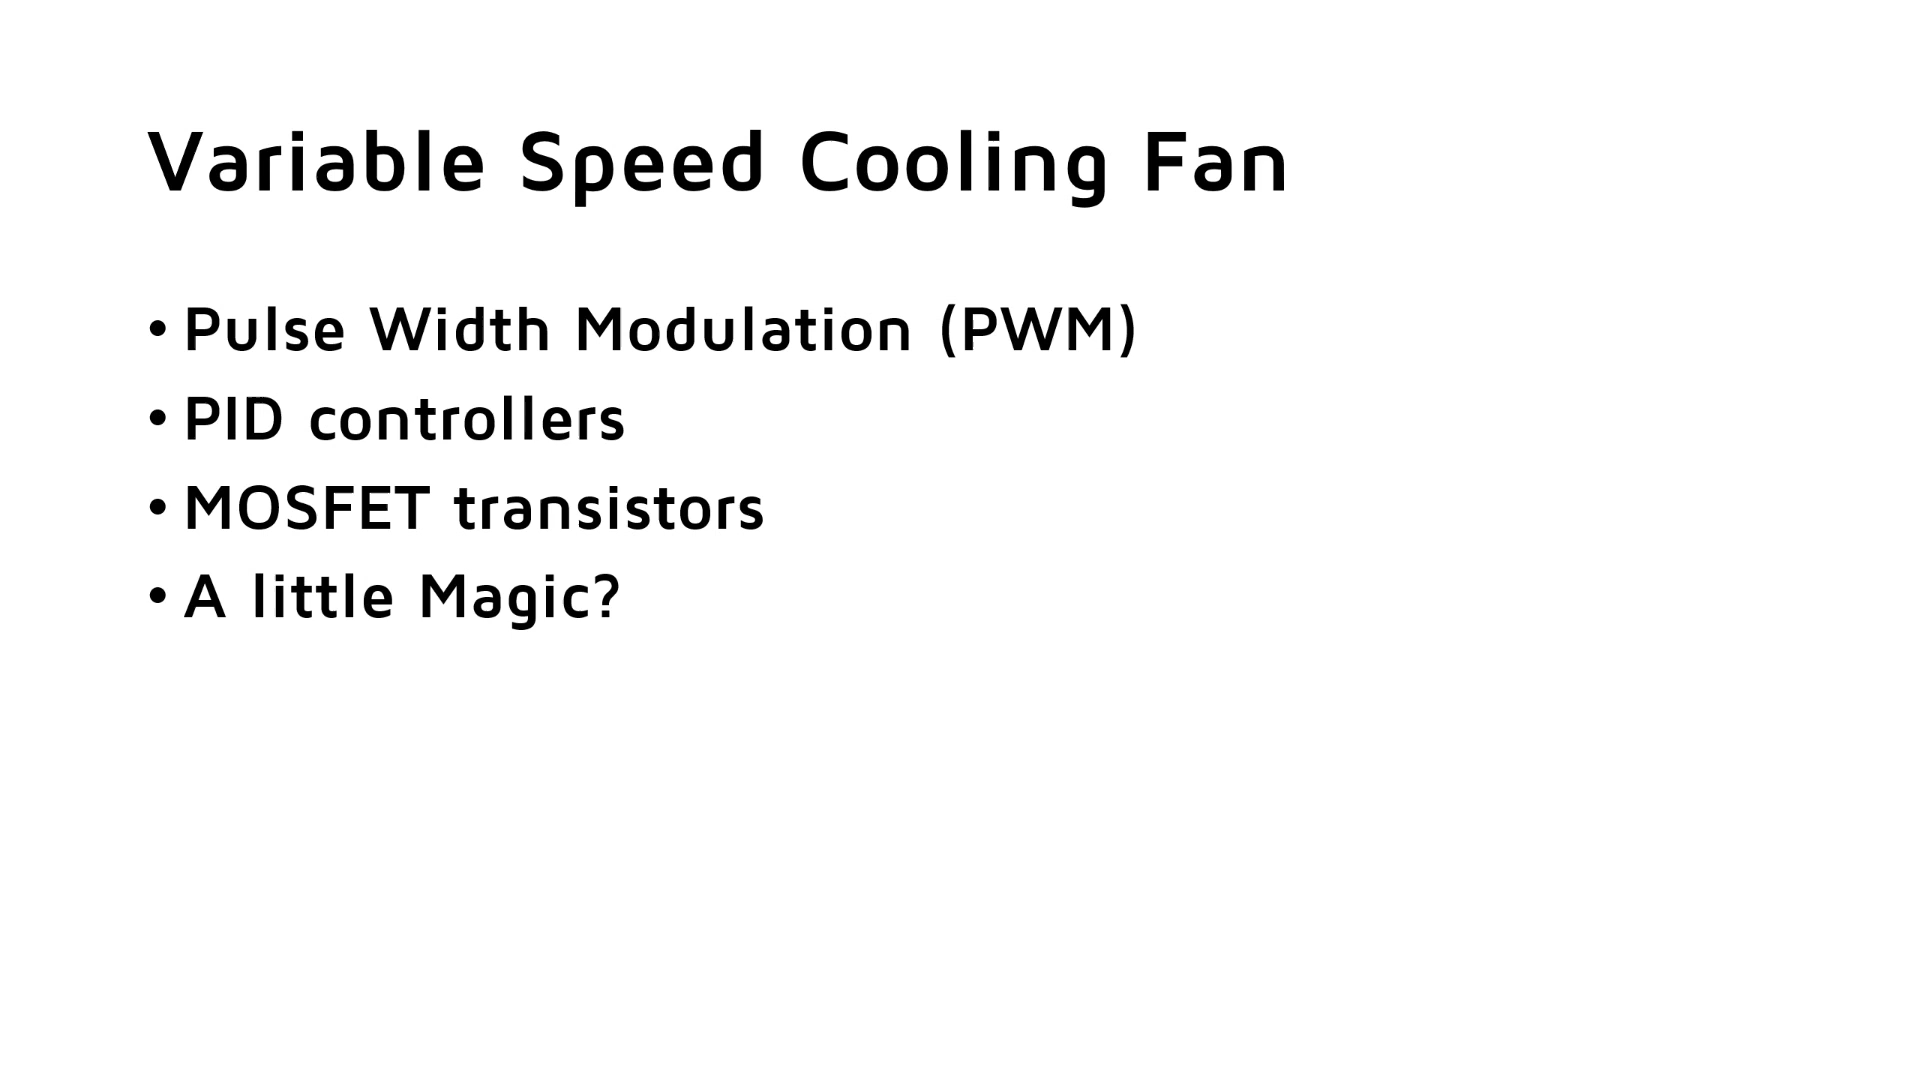 Variable Speed Cooling Fan
• Pulse Width Modulation (PWM)
• PID controllers
• MOSFET transistors
• A little Magic?